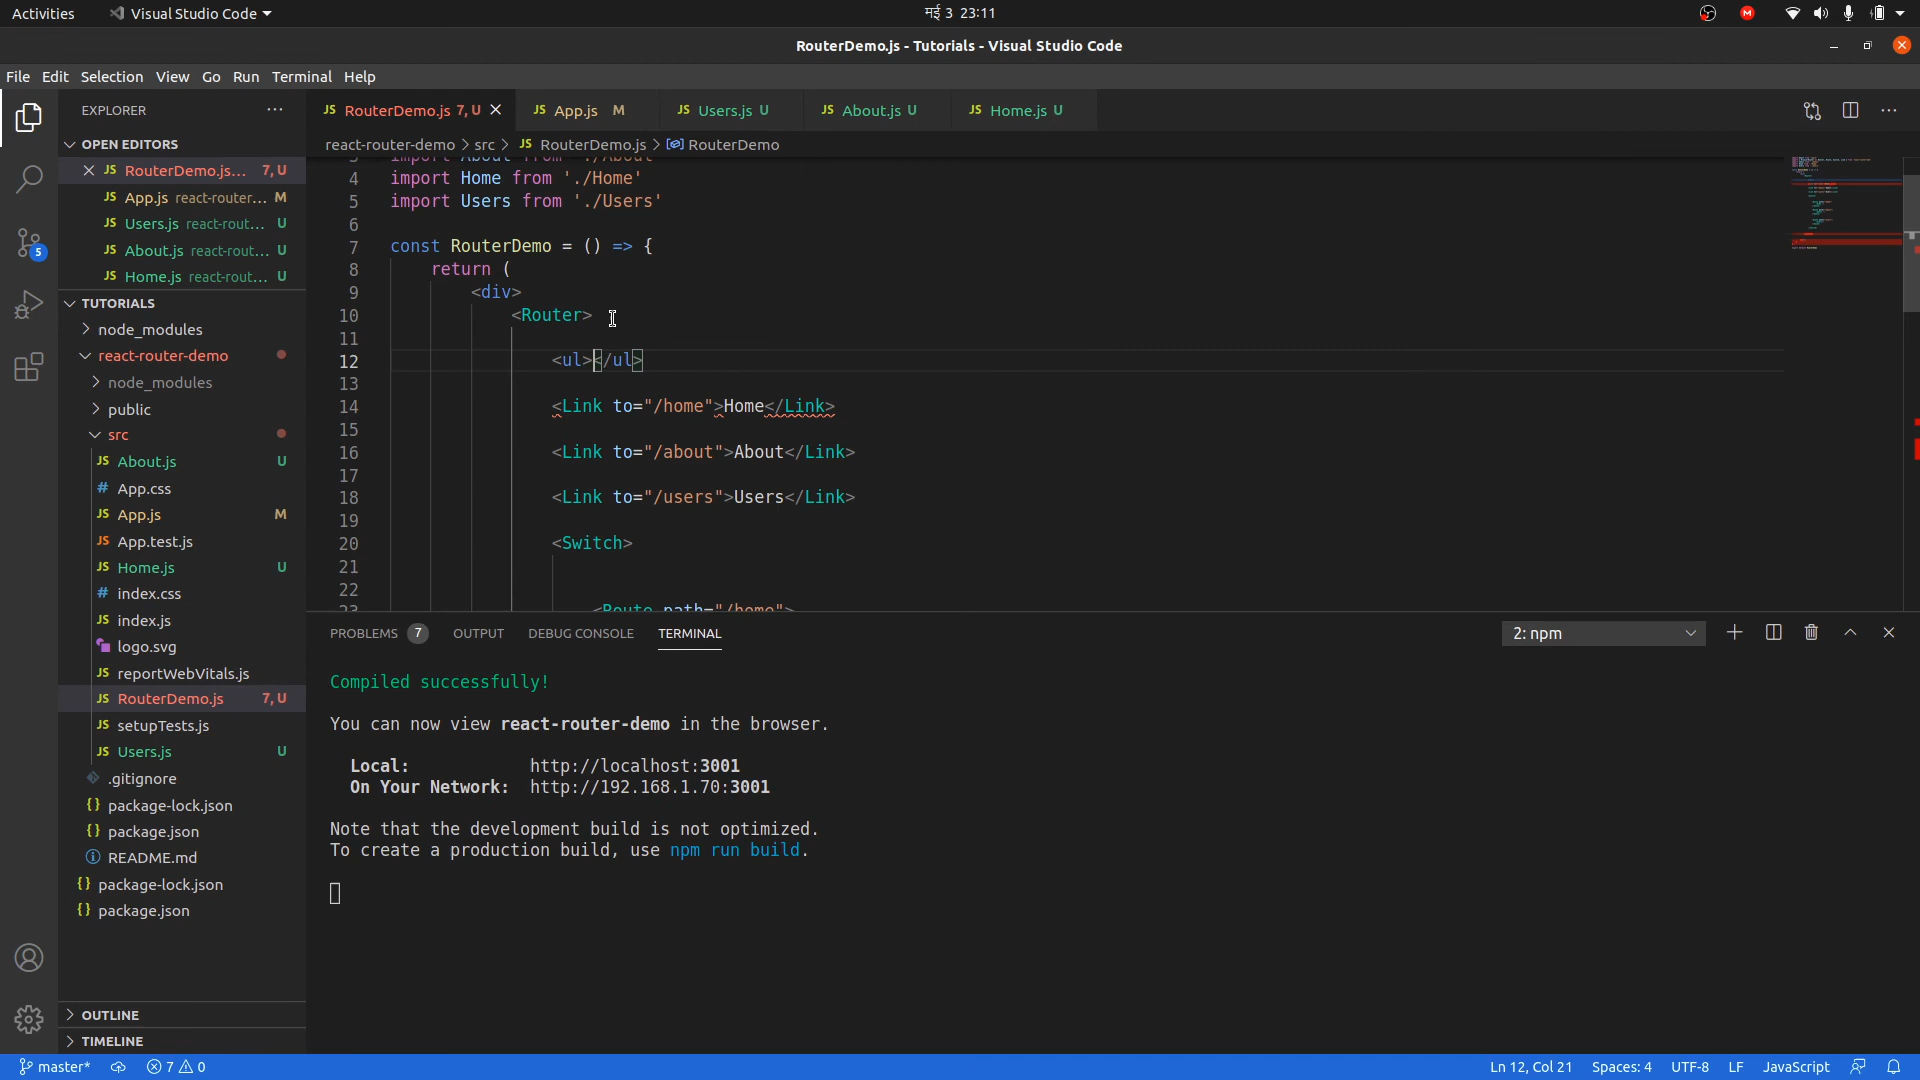 Activities Visual Studio Code मई 3 23:11
RouterDemo.js - Tutorials - Visual Studio Code
File Edit Selection View Go Run Terminal Help
EXPLORER
OPEN EDITORS
RouterDemo.js... 7, U
App.js react-router... M
Users.js react-rout... U
About.js react-rout... U
Home.js react-rout... U
TUTORIALS
node_modules
react-router-demo
node_modules
public
src
About.js U
App.css
App.js M
App.test.js
Home.js U
index.css
index.js
logo.svg
reportWebVitals.js
RouterDemo.js 7, U
setupTests.js
Users.js U
.gitignore
package-lock.json
package.json
README.md
package-lock.json
package.json
OUTLINE
TIMELINE
RouterDemo.js 7, U App.js M Users.js U About.js U Home.js U
react-router-demo > src > JS RouterDemo.js > RouterDemo
3 import About from './About'
4 import Home from './Home'
5 import Users from './Users'
6
7 const RouterDemo = () => {
8 return (
9 <div>
10 <Router>
11
12 <ul></ul>
13
14 <Link to="/home">Home</Link>
15
16 <Link to="/about">About</Link>
17
18 <Link to="/users">Users</Link>
19
20 <Switch>
21
22
23 <Route path="/home">
PROBLEMS 7 OUTPUT DEBUG CONSOLE TERMINAL 2: npm
Compiled successfully!
You can now view react-router-demo in the browser.
Local: http://localhost:3001
On Your Network: http://192.168.1.70:3001
Note that the development build is not optimized.
To create a production build, use npm run build.
master* 7 0 Ln 12, Col 21 Spaces: 4 UTF-8 LF JavaScript